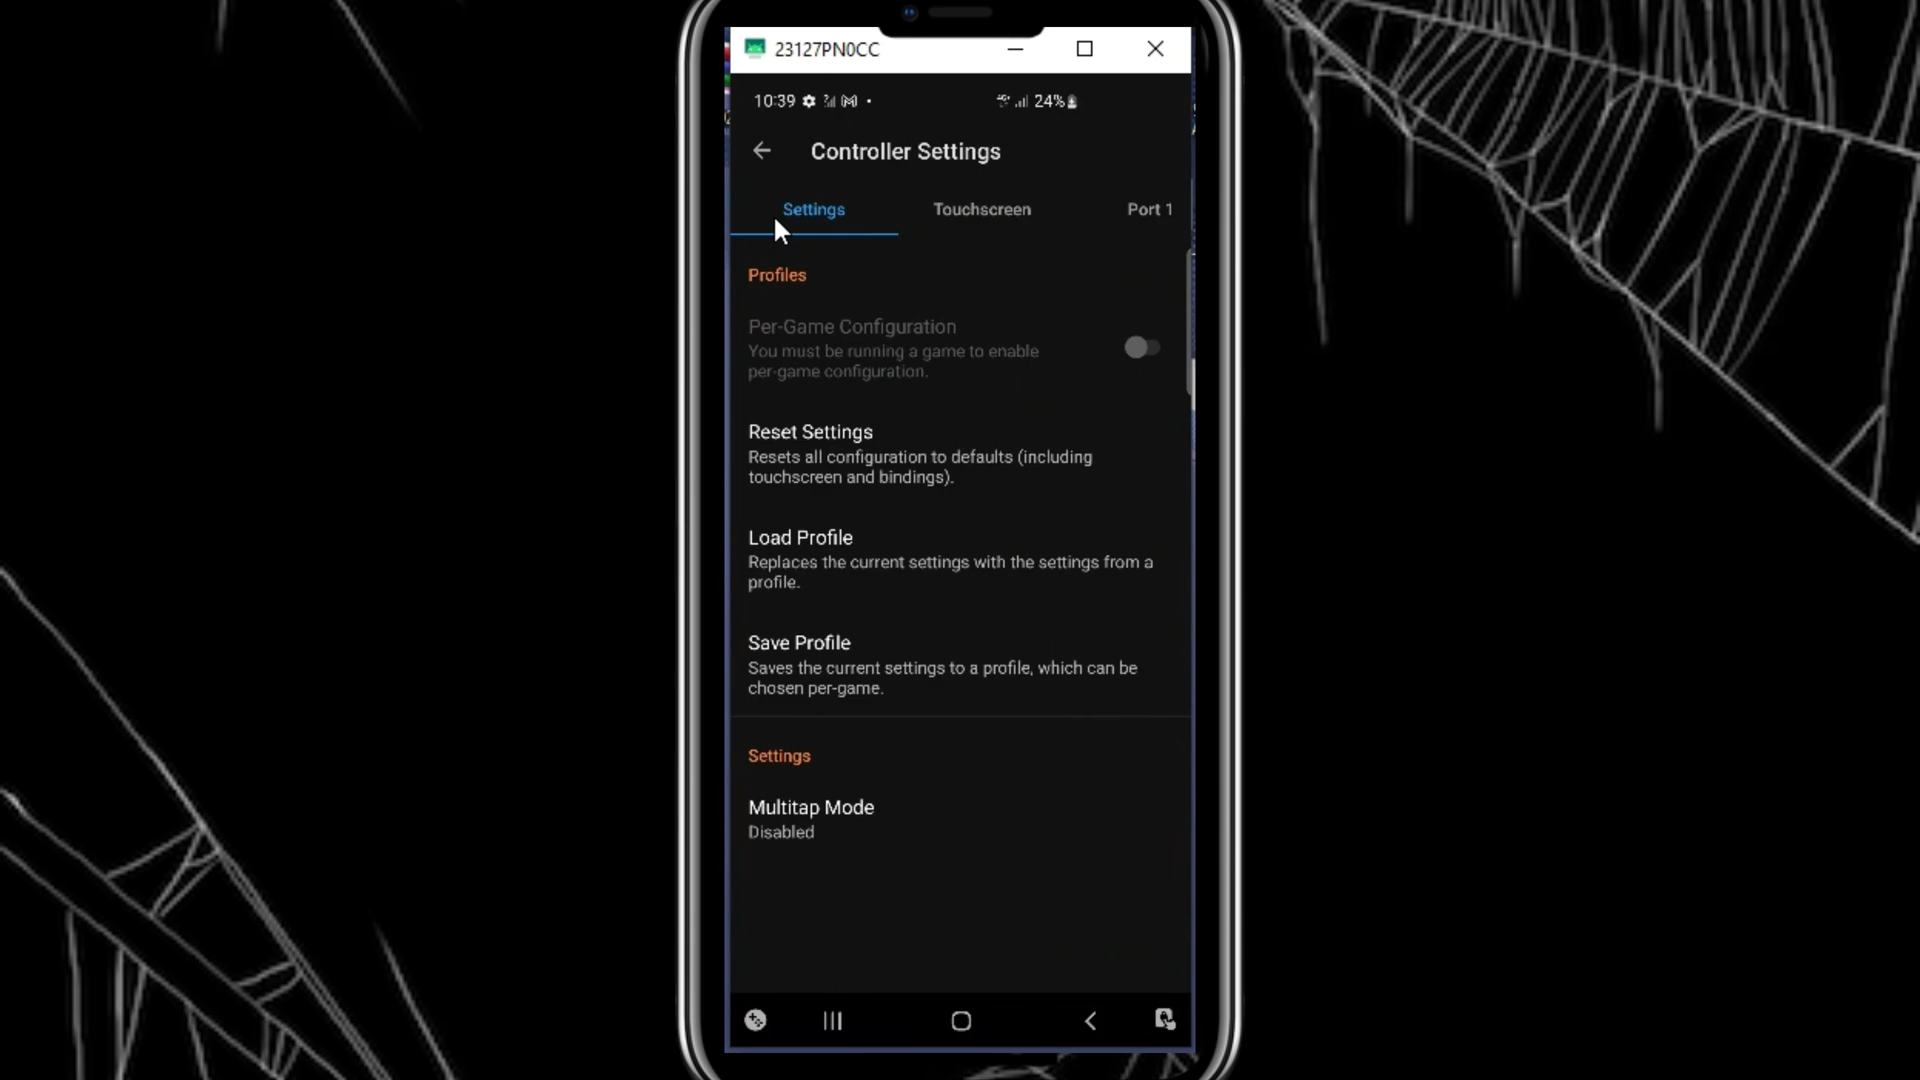 23127PN0CC
10:39 24%
Controller Settings
Settings Touchscreen Port 1
Profiles
Per-Game Configuration
You must be running a game to enable
per-game configuration.
Reset Settings
Resets all configuration to defaults (including
touchscreen and bindings).
Load Profile
Replaces the current settings with the settings from a
profile.
Save Profile
Saves the current settings to a profile, which can be
chosen per-game.
Settings
Multitap Mode
Disabled